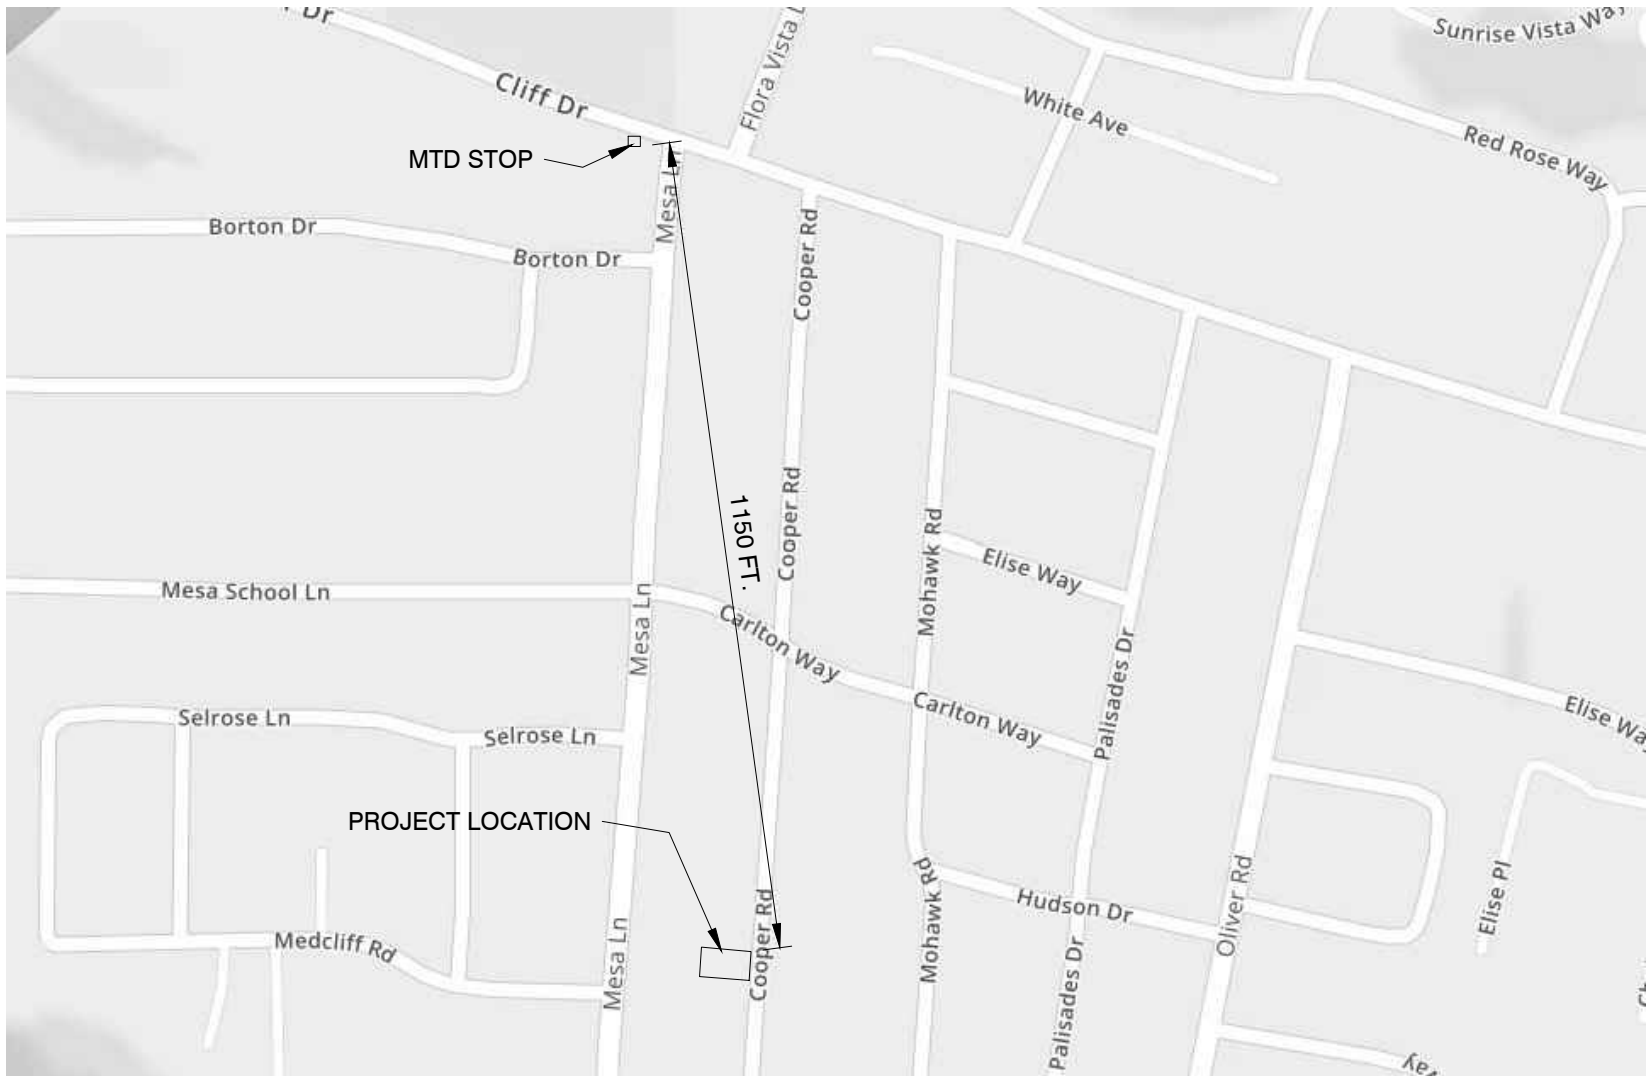 Dr
Sunrise Vista Way
Flora Vista
Cliff Dr
White Ave
Red Rose Way
MTD STOP
Mesa Ln
Borton Dr
Borton Dr
Cooper Rd
1150 FT.
Cooper Rd
Mohawk Rd
Elise Way
Mesa School Ln
Mesa Ln
Carlton Way
Palisades Dr
Carlton Way
Elise Way
Selrose Ln
Selrose Ln
PROJECT LOCATION
Mohawk Rd
Hudson Dr
Oliver Rd
Elise Pl
Cooper Rd
Medcliff Rd
Mesa Ln
Palisades Dr
Way